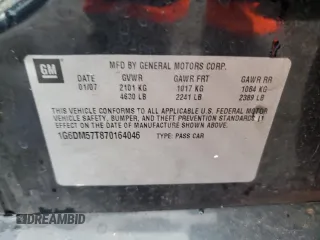 GM
MFD BY GENERAL MOTORS CORP.
DATE GVWR GAWR FRT GAWR RR
01/07 2101 KG 1017 KG 1084 KG
4630 LB 2241 LB 2389 LB
THIS VEHICLE CONFORMS TO ALL APPLICABLE U.S. FEDERAL MOTOR
VEHICLE SAFETY, BUMPER, AND THEFT PREVENTION STANDARDS
IN EFFECT ON THE DATE OF MANUFACTURE SHOWN ABOVE.
1G6DM57T870164046 TYPE: PASS CAR